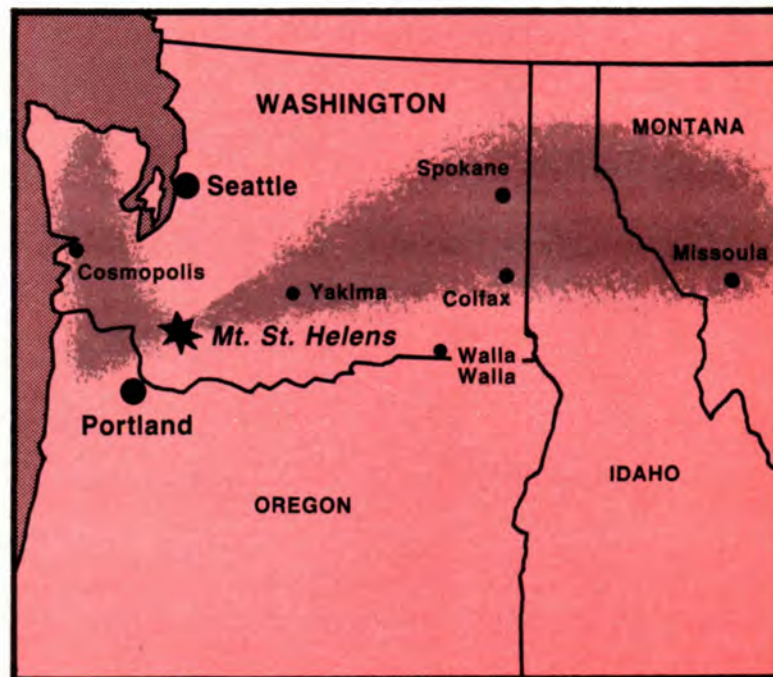 WASHINGTON
MONTANA
Spokane
Seattle
Missoula
Cosmopolis
Yakima
Colfax
Mt. St. Helens
Walla
Walla
Portland
OREGON
IDAHO